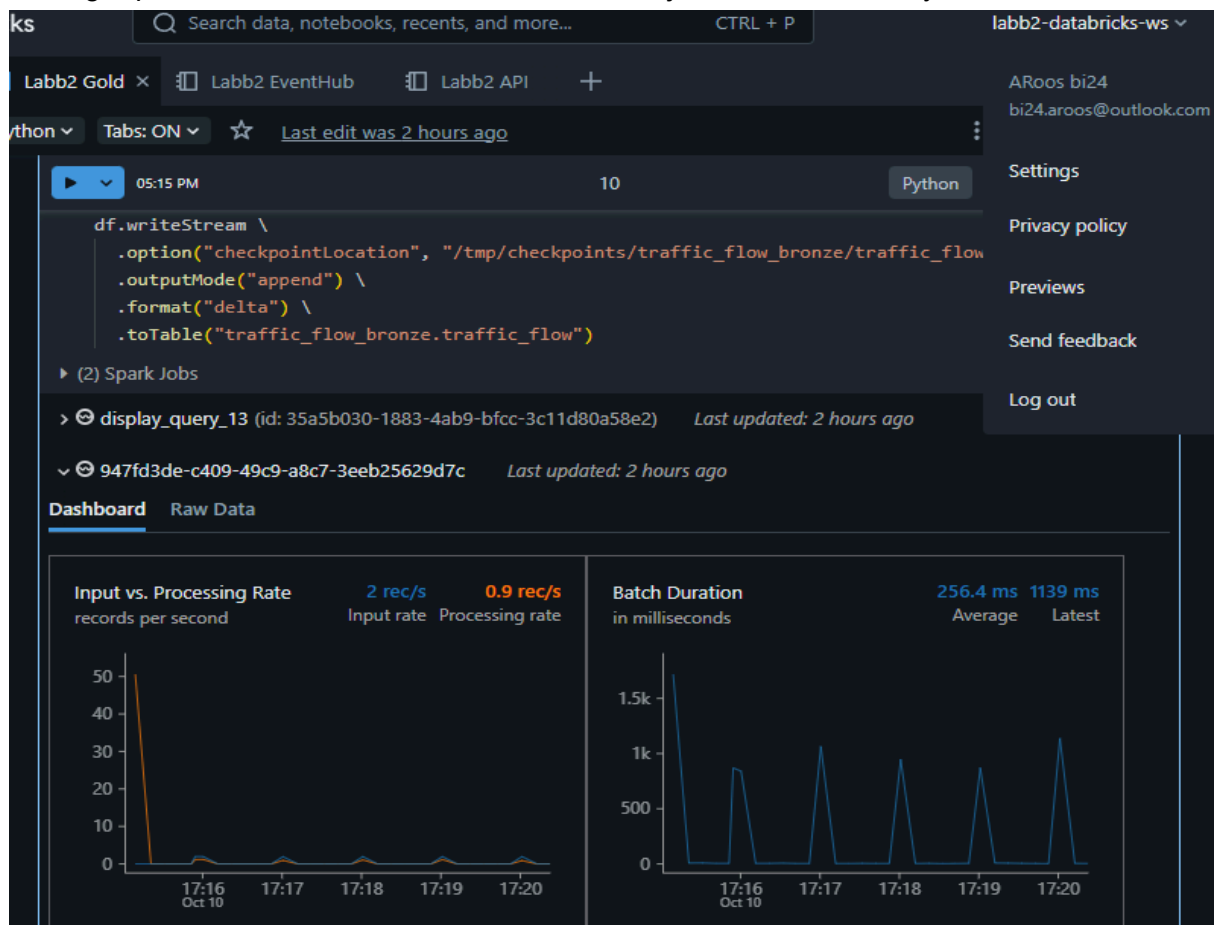 ks
Search data, notebooks, recents, and more...
CTRL + P
labb2-databricks-ws
Labb2 Gold
Labb2 EventHub
Labb2 API
ARoos bi24
bi24.aroos@outlook.com
ython
Tabs: ON
Last edit was 2 hours ago
Settings
Privacy policy
Previews
Send feedback
Log out
05:15 PM
10
Python
df.writeStream \
.option("checkpointLocation", "/tmp/checkpoints/traffic_flow_bronze/traffic_flow
.outputMode("append") \
.format("delta") \
.toTable("traffic_flow_bronze.traffic_flow")
(2) Spark Jobs
display_query_13 (id: 35a5b030-1883-4ab9-bfcc-3c11d80a58e2) Last updated: 2 hours ago
947fd3de-c409-49c9-a8c7-3eeb25629d7c Last updated: 2 hours ago
Dashboard Raw Data
Input vs. Processing Rate
records per second
2 rec/s 0.9 rec/s
Input rate Processing rate
50
40
30
20
10
0
17:16 17:17 17:18 17:19 17:20
Oct 10
Batch Duration
in milliseconds
256.4 ms 1139 ms
Average Latest
1.5k
1k
500
0
17:16 17:17 17:18 17:19 17:20
Oct 10